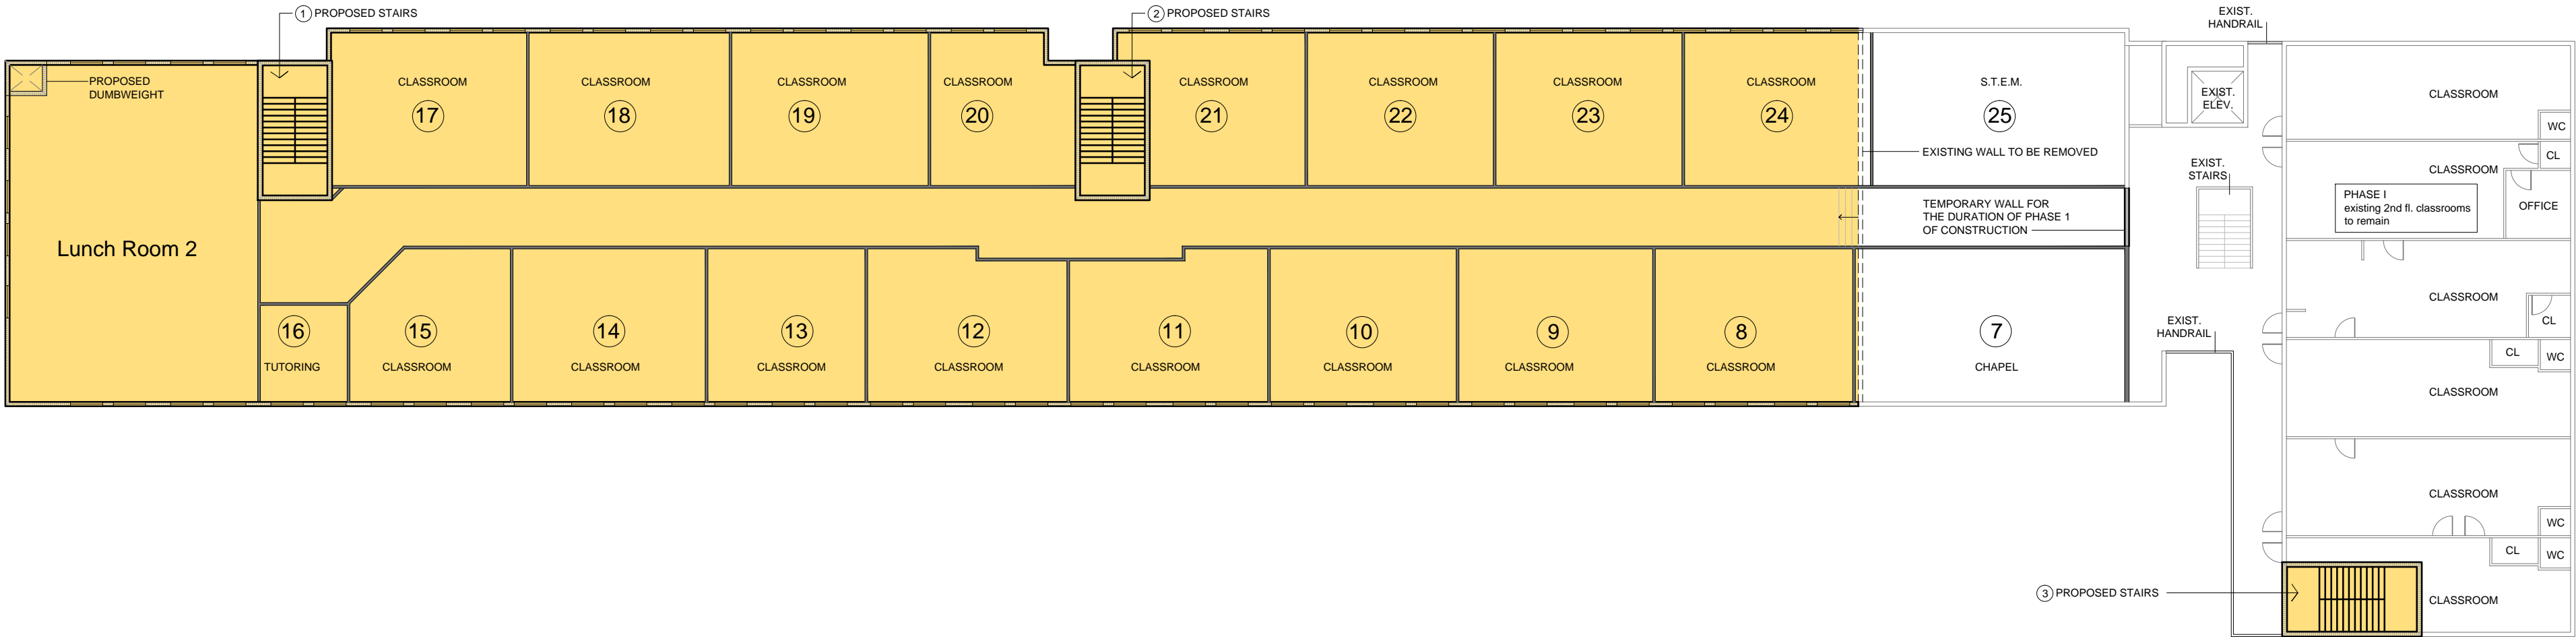 1 PROPOSED STAIRS
2 PROPOSED STAIRS
EXIST.
HANDRAIL
PROPOSED
DUMBWEIGHT
CLASSROOM
17
CLASSROOM
18
CLASSROOM
19
CLASSROOM
20
CLASSROOM
21
CLASSROOM
22
CLASSROOM
23
CLASSROOM
24
S.T.E.M.
25
EXISTING WALL TO BE REMOVED
EXIST.
ELEV.
EXIST.
STAIRS
TEMPORARY WALL FOR
THE DURATION OF PHASE 1
OF CONSTRUCTION
Lunch Room 2
16
TUTORING
15
CLASSROOM
14
CLASSROOM
13
CLASSROOM
12
CLASSROOM
11
CLASSROOM
10
CLASSROOM
9
CLASSROOM
8
CLASSROOM
7
CHAPEL
EXIST.
HANDRAIL
CLASSROOM
WC
CL
CLASSROOM
PHASE I
existing 2nd fl. classrooms
to remain
OFFICE
CLASSROOM
CL
CL
WC
CLASSROOM
CLASSROOM
WC
CL
WC
3 PROPOSED STAIRS
CLASSROOM